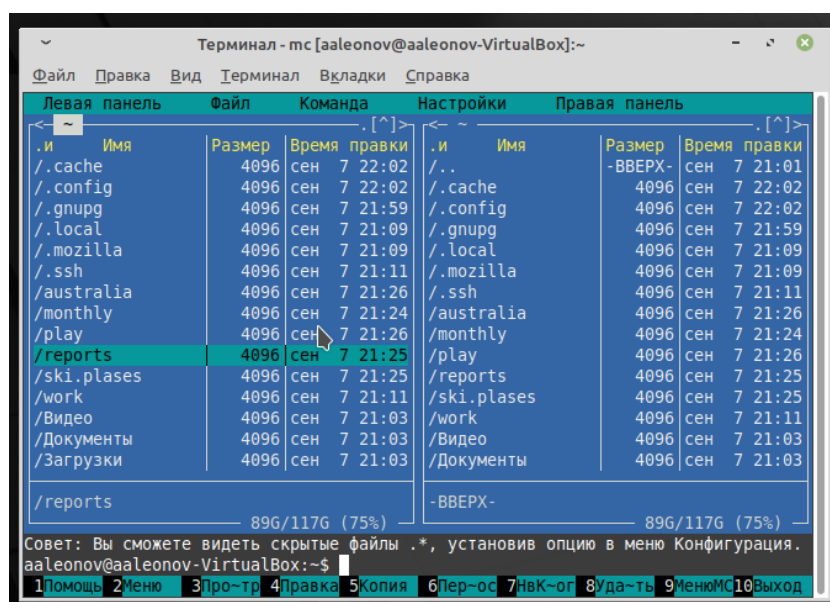 Терминал - mc [aaleonov@aaleonov-VirtualBox]:~
Файл Правка Вид Терминал Вкладки Справка
Левая панель Файл Команда Настройки Правая панель
<— ~ .[^]> <— ~ .[^]>
.и Имя Размер Время правки .и Имя Размер Время правки
/.cache 4096 сен 7 22:02 /.. -ВВЕРХ- сен 7 21:01
/.config 4096 сен 7 22:02 /.cache 4096 сен 7 22:02
/.gnupg 4096 сен 7 21:59 /.config 4096 сен 7 22:02
/.local 4096 сен 7 21:09 /.gnupg 4096 сен 7 21:59
/.mozilla 4096 сен 7 21:09 /.local 4096 сен 7 21:09
/.ssh 4096 сен 7 21:11 /.mozilla 4096 сен 7 21:09
/australia 4096 сен 7 21:26 /.ssh 4096 сен 7 21:11
/monthly 4096 сен 7 21:24 /australia 4096 сен 7 21:26
/play 4096 сен 7 21:26 /monthly 4096 сен 7 21:24
/reports 4096 сен 7 21:25 /play 4096 сен 7 21:26
/ski.plases 4096 сен 7 21:25 /reports 4096 сен 7 21:25
/work 4096 сен 7 21:11 /ski.plases 4096 сен 7 21:25
/Видео 4096 сен 7 21:03 /work 4096 сен 7 21:11
/Документы 4096 сен 7 21:03 /Видео 4096 сен 7 21:03
/Загрузки 4096 сен 7 21:03 /Документы 4096 сен 7 21:03
/reports -ВВЕРХ-
89G/117G (75%) 89G/117G (75%)
Совет: Вы сможете видеть скрытые файлы .*, установив опцию в меню Конфигурация.
aaleonov@aaleonov-VirtualBox:~$
1Помощь 2Меню 3Про~тр 4Правка 5Копия 6Пер~ос 7НвК~ог 8Уда~ть 9МенюMC 10Выход